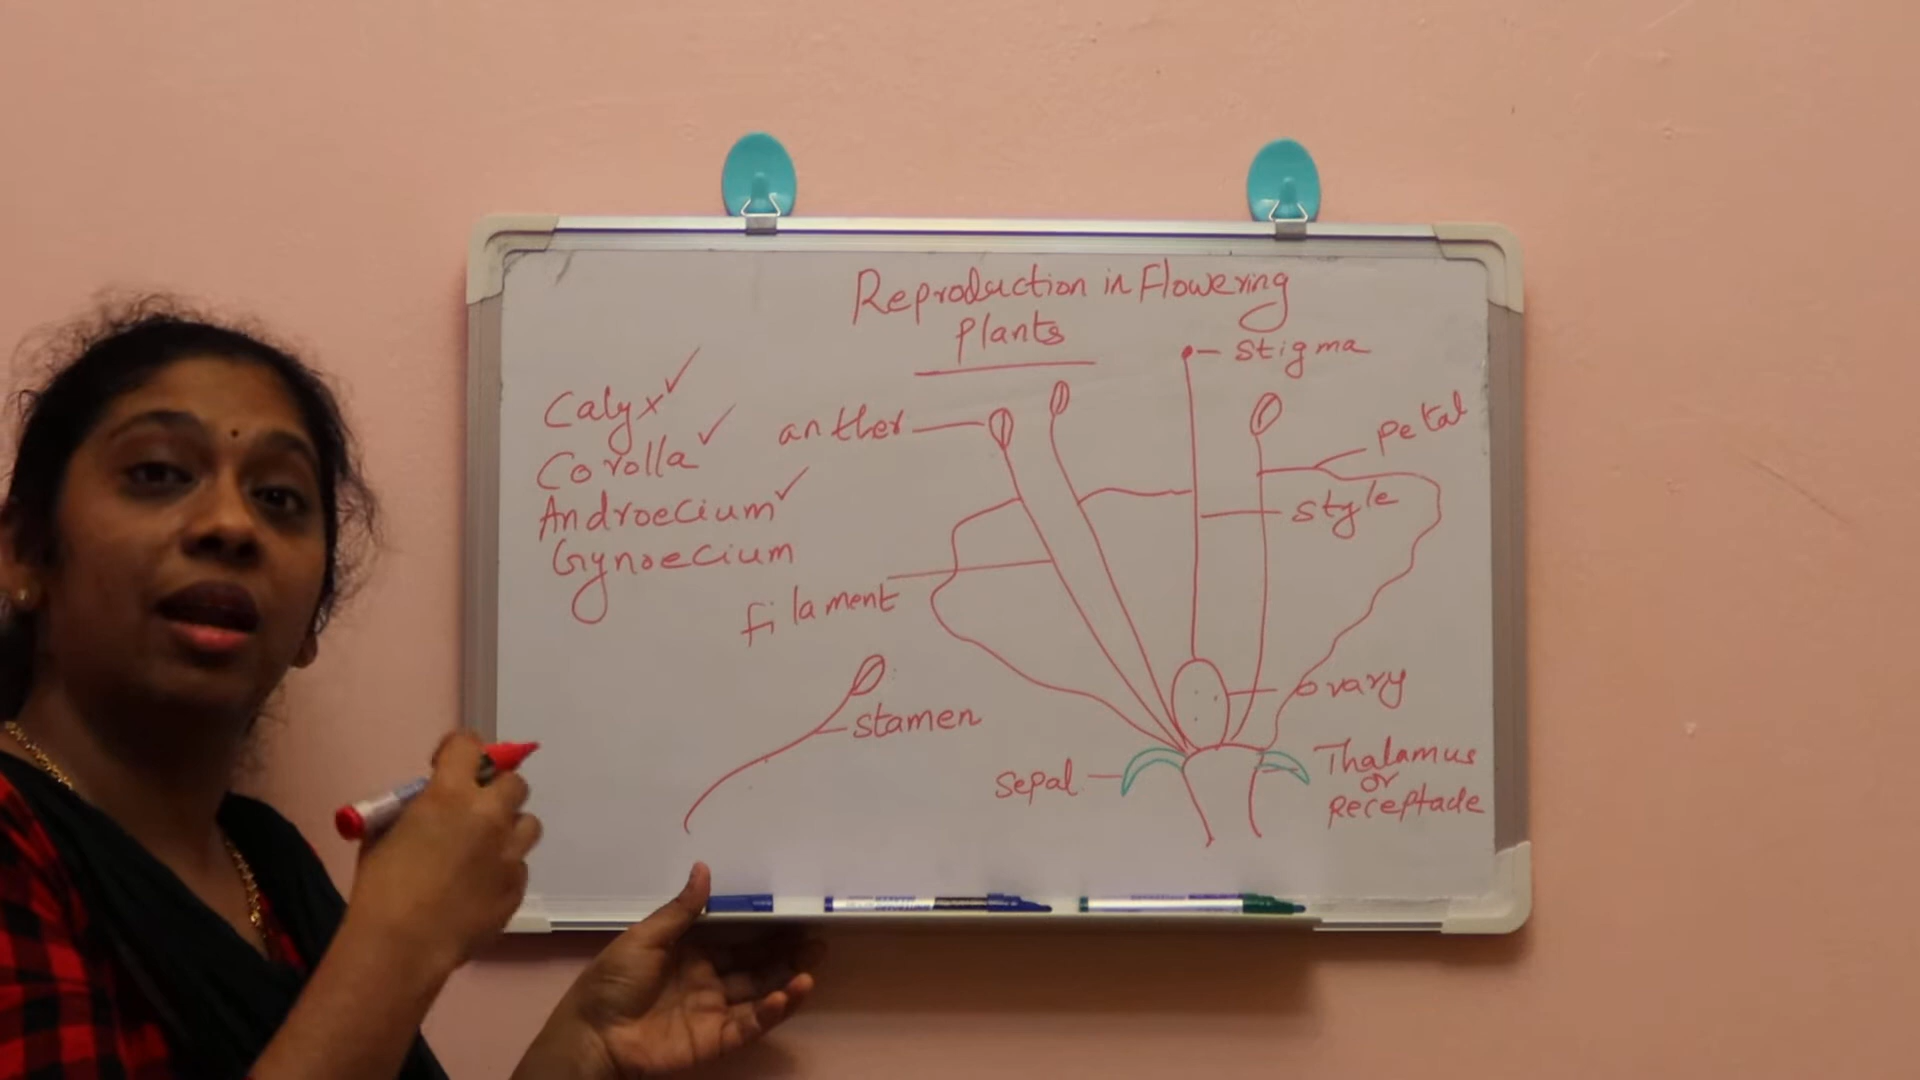 Reproduction in Flowering
Plants
Calyx ✓
Corolla ✓
Androecium ✓
Gynoecium
anther
stigma
petal
style
filament
stamen
ovary
sepal
Thalamus
or
Receptacle